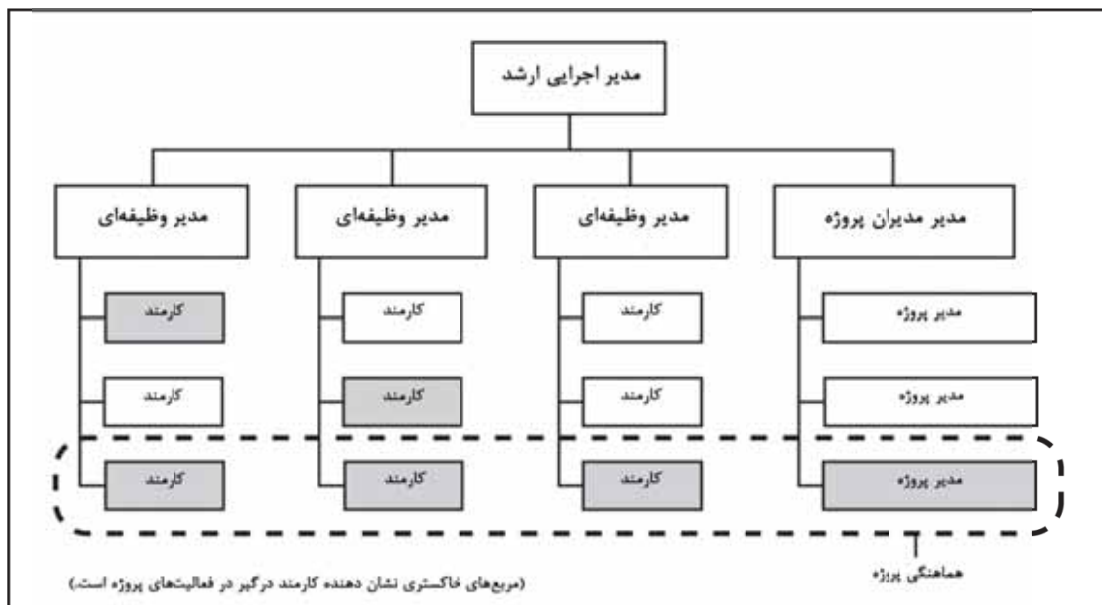 مدیر اجرایی ارشد
مدیر مدیران پروژه
مدیر وظیفه‌ای
مدیر وظیفه‌ای
مدیر وظیفه‌ای
مدیر پروژه
کارمند
کارمند
کارمند
مدیر پروژه
کارمند
کارمند
کارمند
مدیر پروژه
کارمند
کارمند
کارمند
هماهنگی پروژه
(مربع‌های خاکستری نشان دهنده کارمند درگیر در فعالیت‌های پروژه است.)